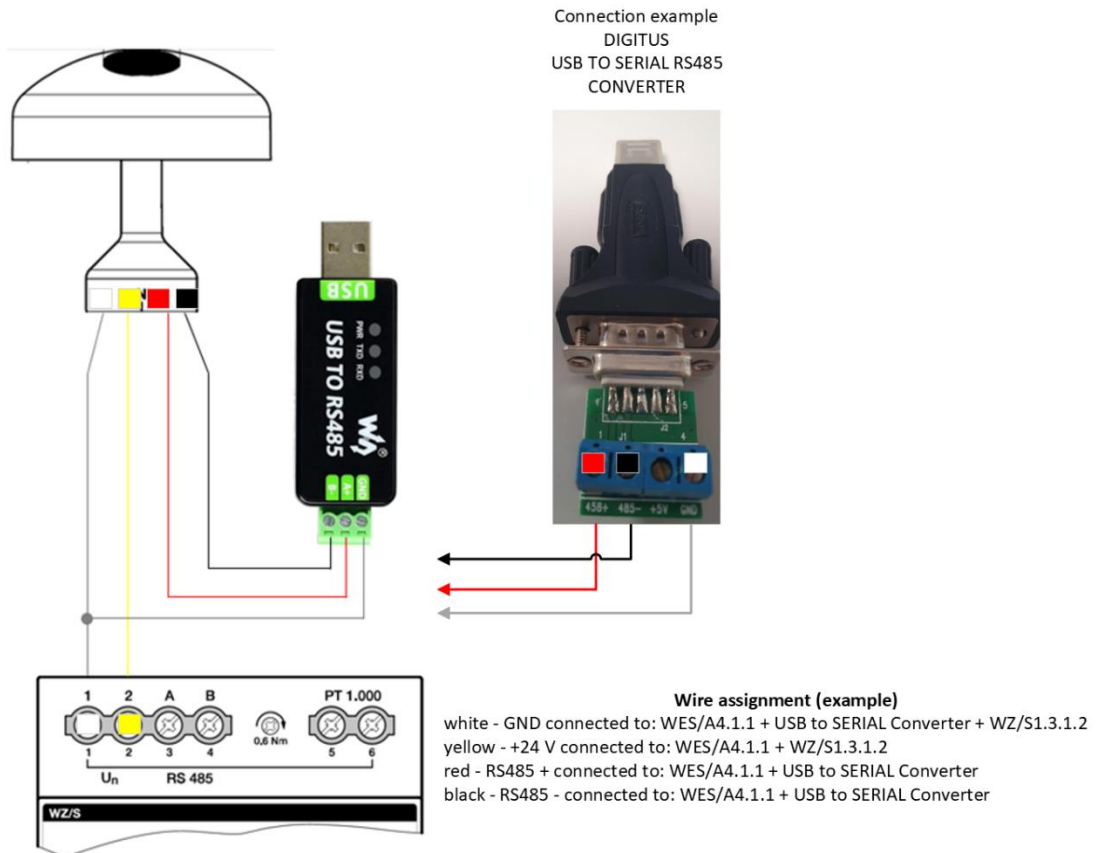 Connection example
DIGITUS
USB TO SERIAL RS485
CONVERTER
N
USB
PWR TXD RXD
USB TO RS485
B- A+ GND
5
J2
1 J1 4
458+ 485- +5V GND
1 2 A B PT 1.000
0,6 Nm
1 2 3 4 5 6
Un RS 485
WZ/S
Wire assignment (example)
white - GND connected to: WES/A4.1.1 + USB to SERIAL Converter + WZ/S1.3.1.2
yellow - +24 V connected to: WES/A4.1.1 + WZ/S1.3.1.2
red - RS485 + connected to: WES/A4.1.1 + USB to SERIAL Converter
black - RS485 - connected to: WES/A4.1.1 + USB to SERIAL Converter